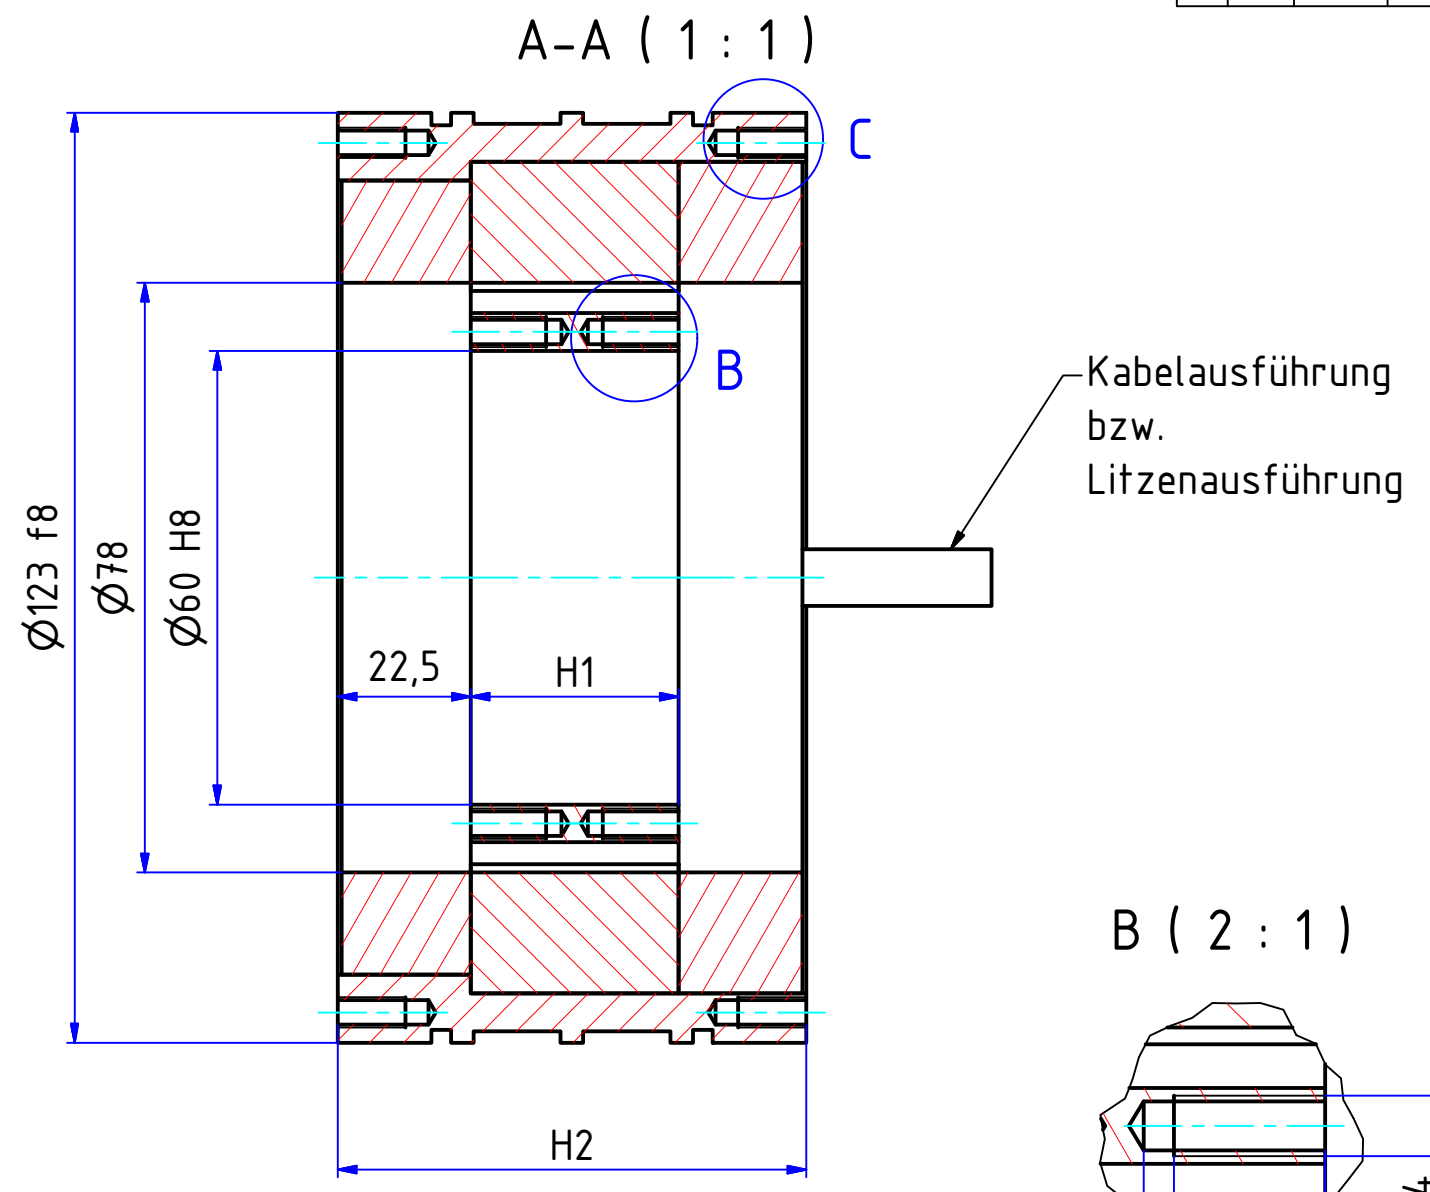 A-A ( 1 : 1 )
C
B
Kabelausführung
bzw.
Litzenausführung
Ø123 f8
Ø78
Ø60 H8
22,5
H1
H2
B ( 2 : 1 )